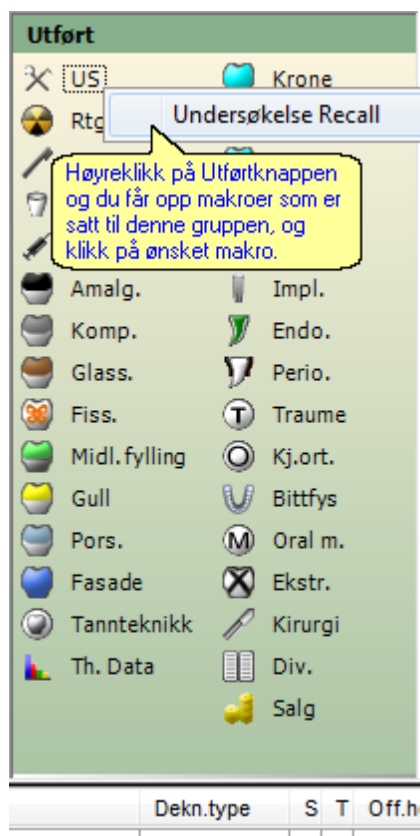 Utført
US
Krone
Rtg
Undersøkelse Recall
Høyreklikk på Utførtknappen
og du får opp makroer som er
satt til denne gruppen, og
klikk på ønsket makro.
Amalg.
Impl.
Komp.
Endo.
Glass.
Perio.
Fiss.
T
Traume
Midl.fylling
Kj.ort.
Gull
Bittfys
Pors.
M
Oral m.
Fasade
Ekstr.
Tannteknikk
Kirurgi
Th. Data
Div.
Salg
Dekn.type S T Off.h